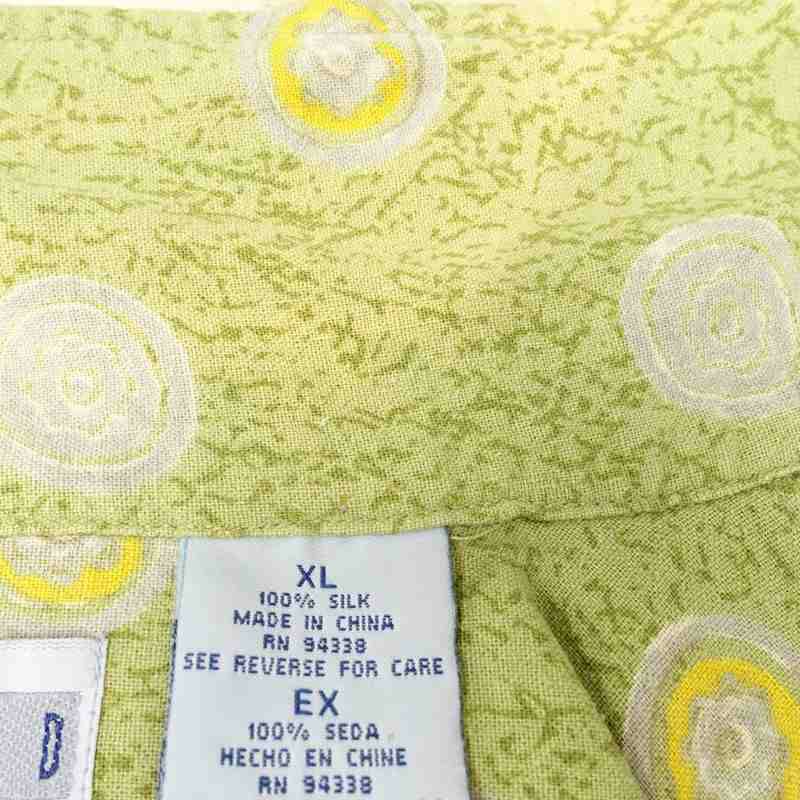 XL
100% SILK
MADE IN CHINA
RN 94338
SEE REVERSE FOR CARE
EX
100% SEDA
HECHO EN CHINE
RN 94338